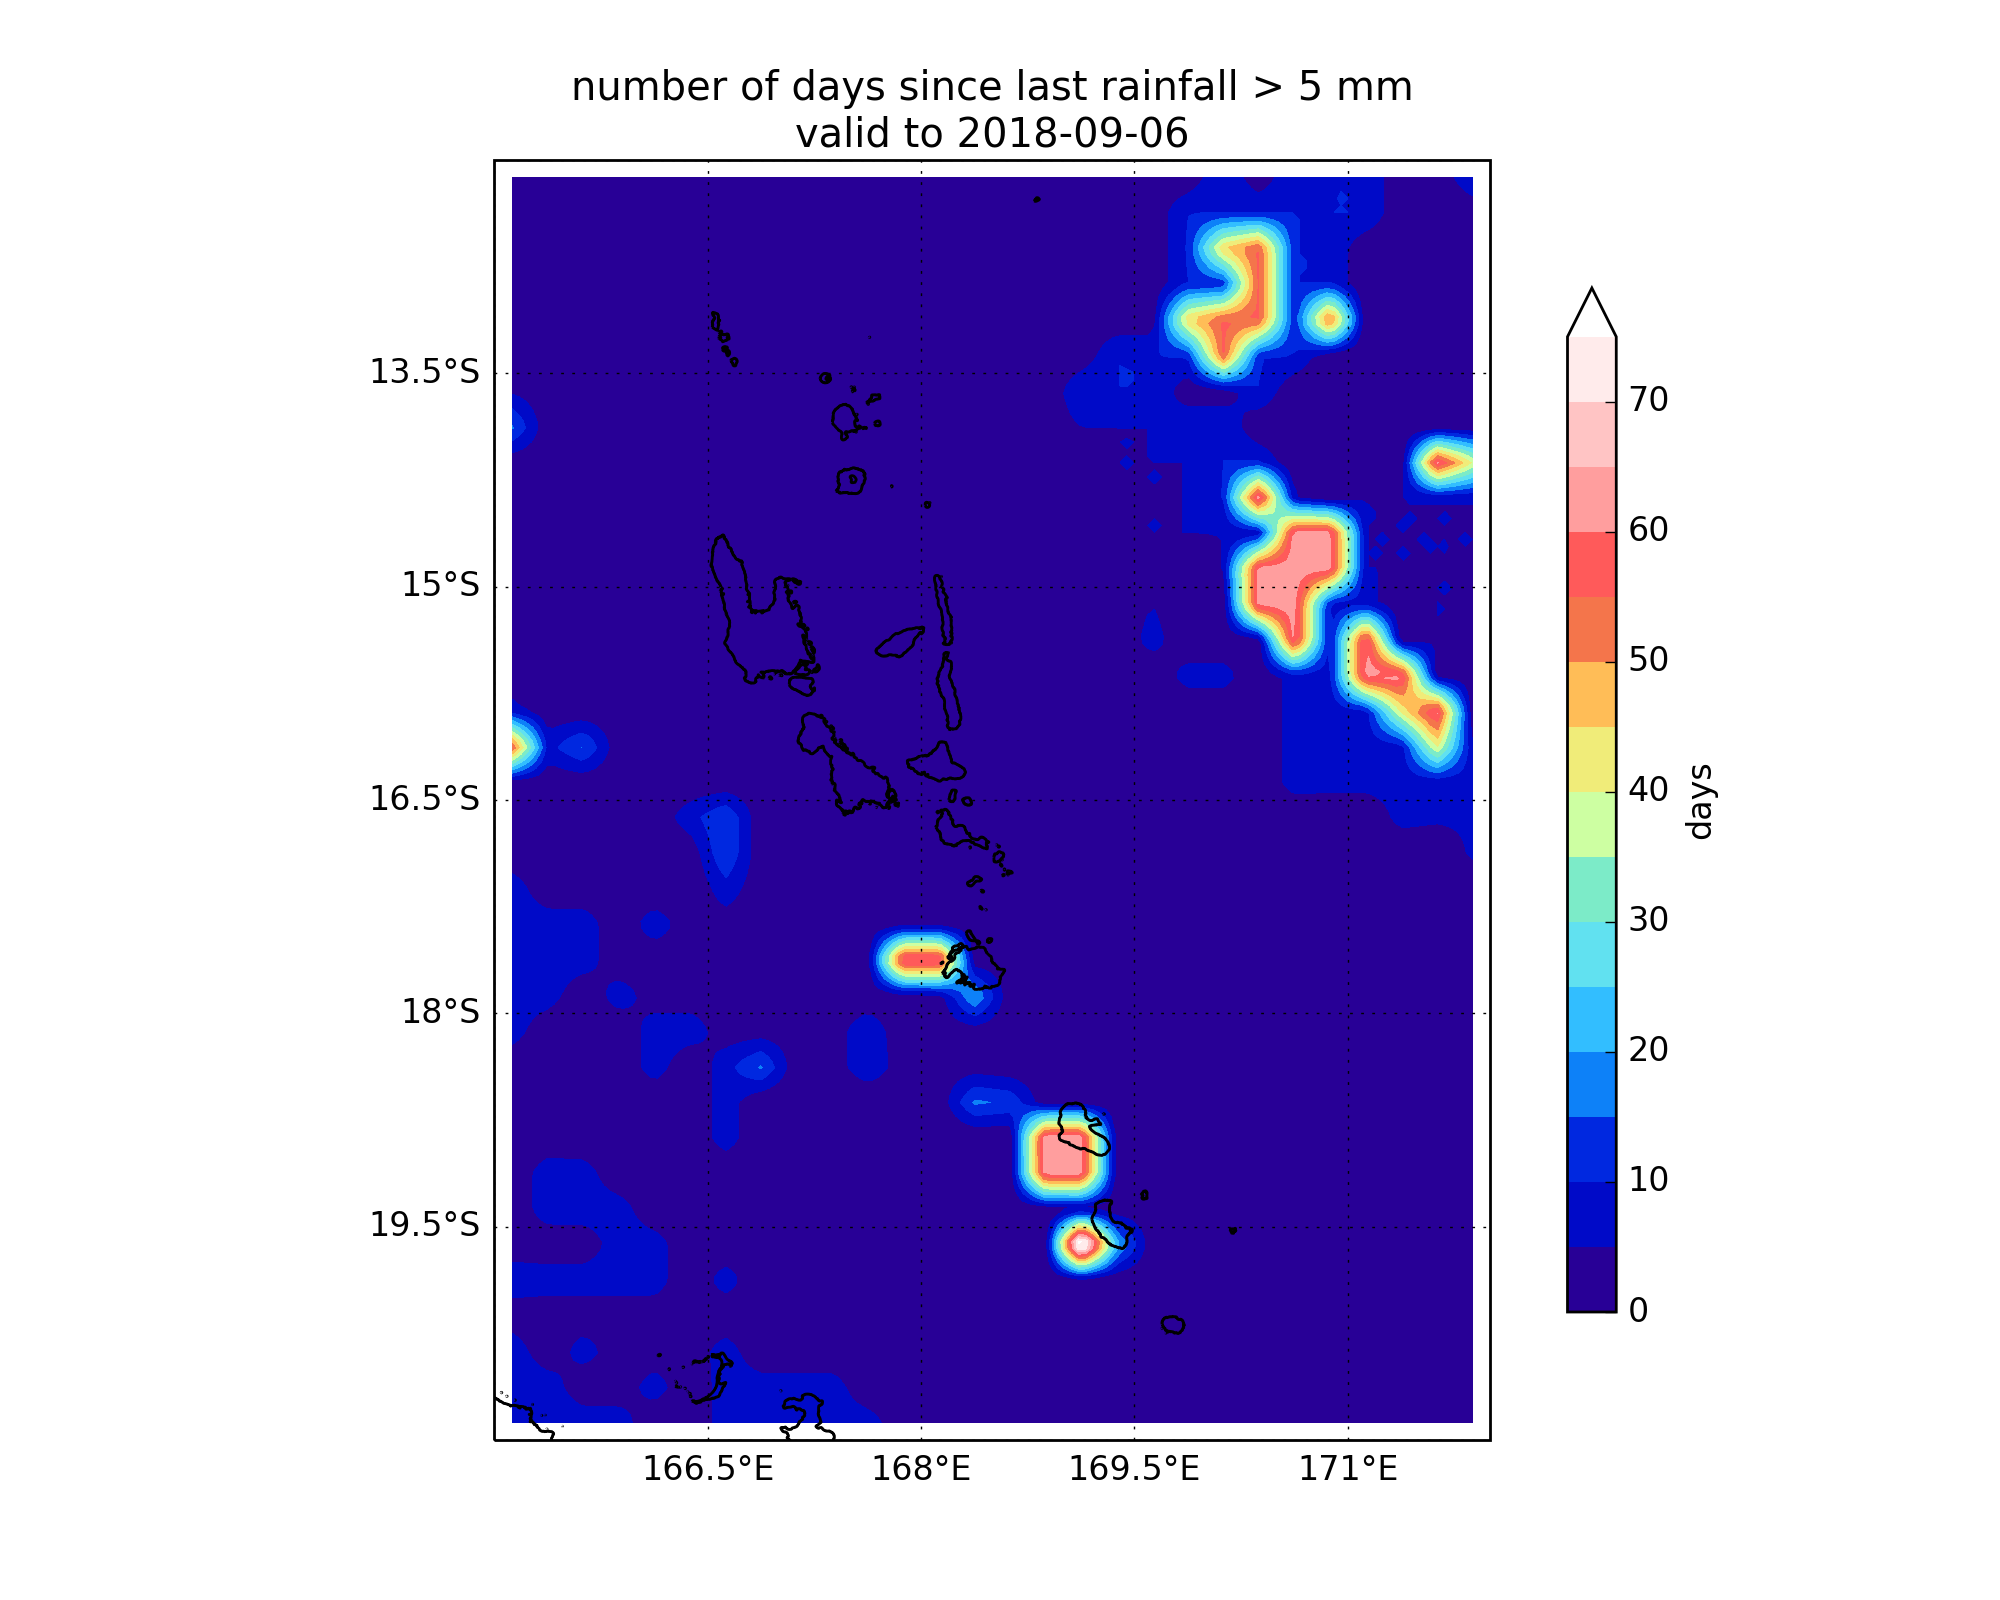 number of days since last rainfall > 5 mm
valid to 2018-09-06
13.5°S
15°S
16.5°S
18°S
19.5°S
166.5°E
168°E
169.5°E
171°E
70
60
50
40
30
20
10
0
days